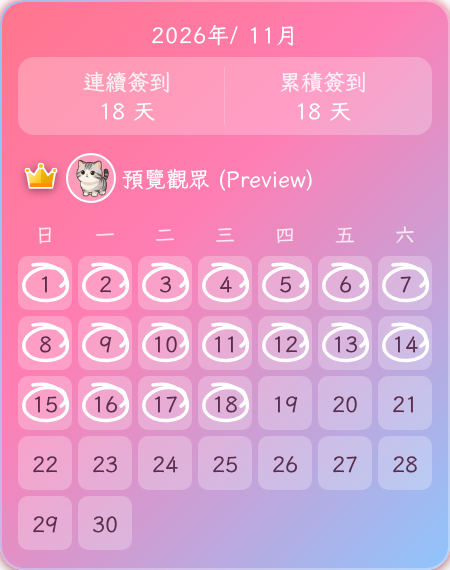 2026年/ 11月
連續簽到 累積簽到
18 天 18 天
預覽觀眾 (Preview)
日 一 二 三 四 五 六
1 2 3 4 5 6 7
8 9 10 11 12 13 14
15 16 17 18 19 20 21
22 23 24 25 26 27 28
29 30